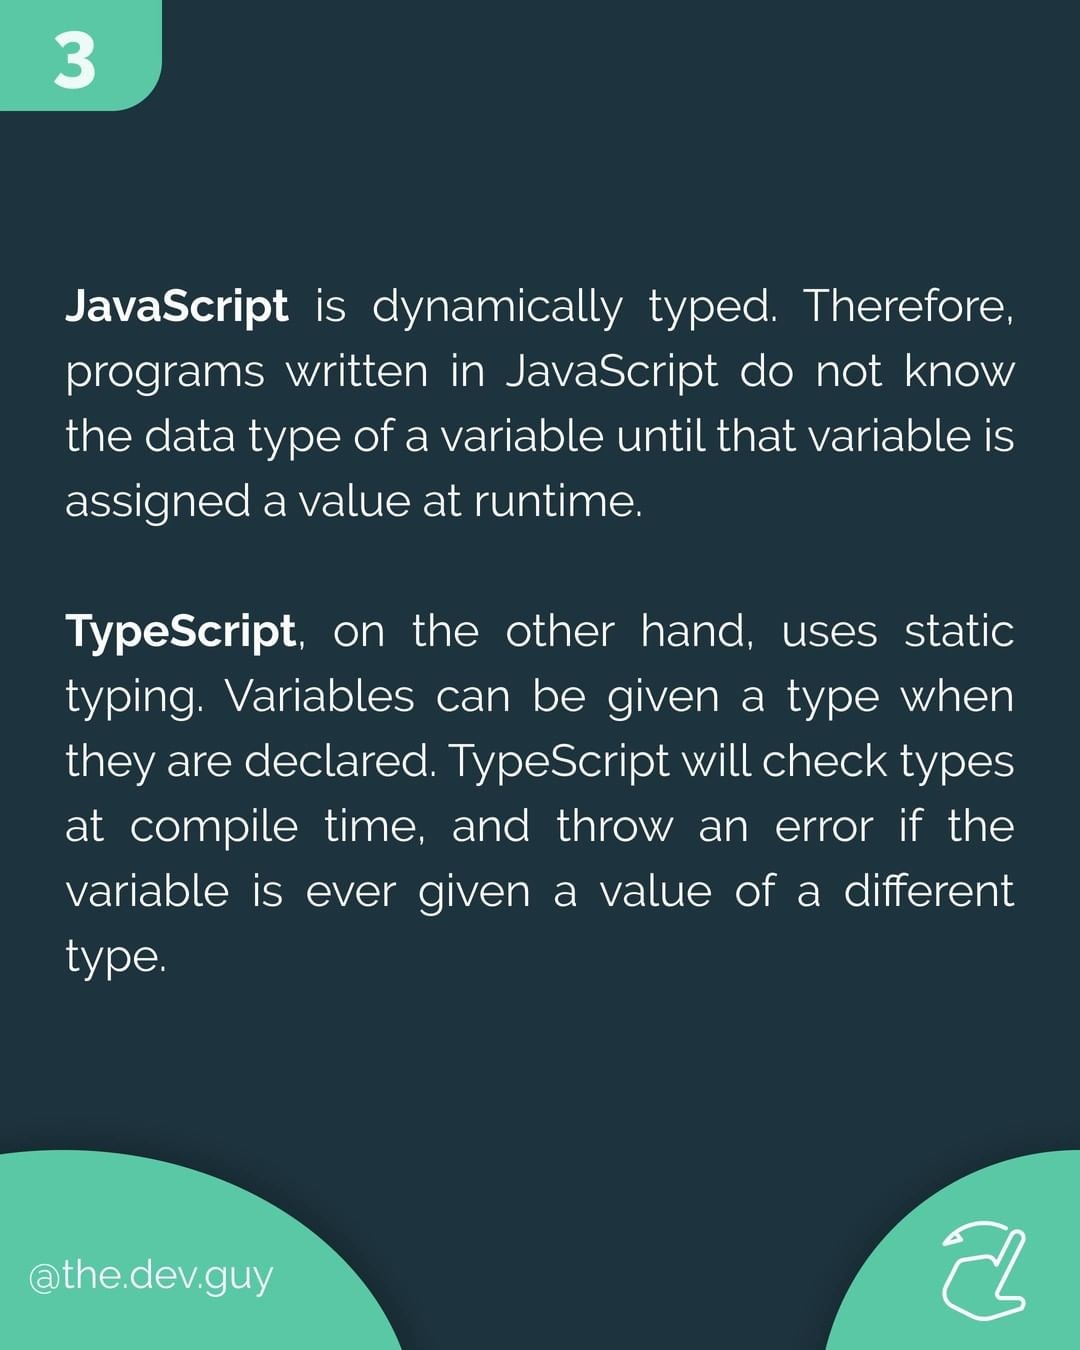 3
JavaScript is dynamically typed. Therefore,
programs written in JavaScript do not know
the data type of a variable until that variable is
assigned a value at runtime.
TypeScript, on the other hand, uses static
typing. Variables can be given a type when
they are declared. TypeScript will check types
at compile time, and throw an error if the
variable is ever given a value of a different
type.
@the.dev.guy